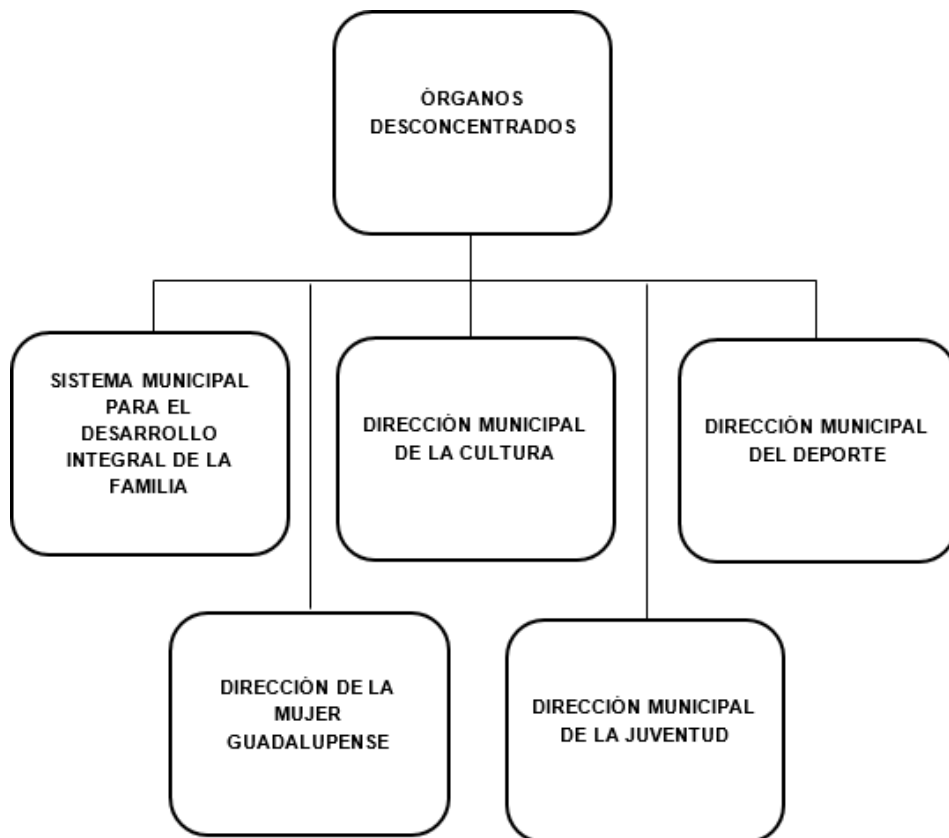 ÓRGANOS
DESCONCENTRADOS
SISTEMA MUNICIPAL
PARA EL
DESARROLLO
INTEGRAL DE LA
FAMILIA
DIRECCIÓN MUNICIPAL
DE LA CULTURA
DIRECCIÓN MUNICIPAL
DEL DEPORTE
DIRECCIÓN DE LA
MUJER
GUADALUPENSE
DIRECCIÓN MUNICIPAL
DE LA JUVENTUD